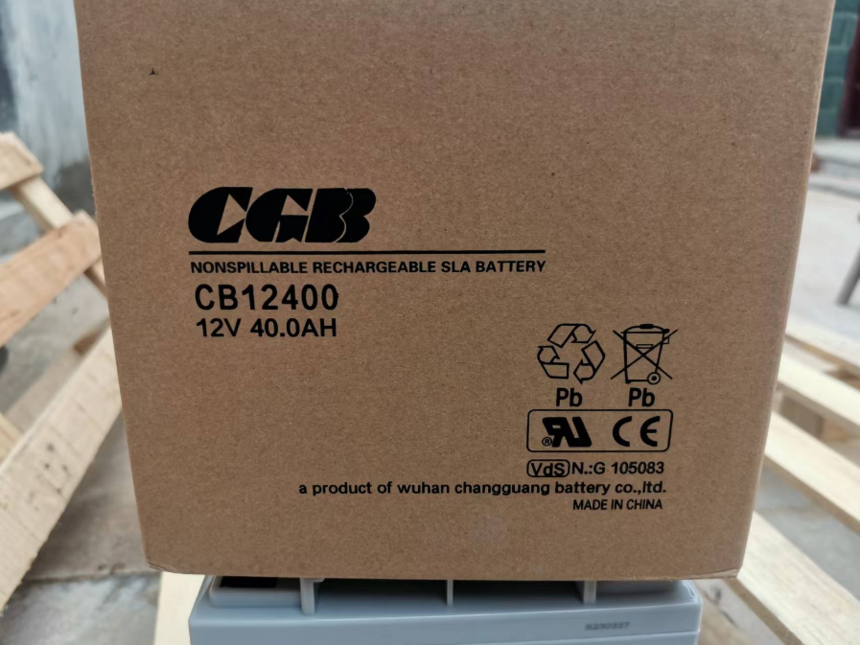 CGB
NONSPILLABLE RECHARGEABLE SLA BATTERY
CB12400
12V 40.0AH
Pb Pb
® RU CE
VdS N.:G 105083
a product of wuhan changguang battery co.,ltd.
MADE IN CHINA